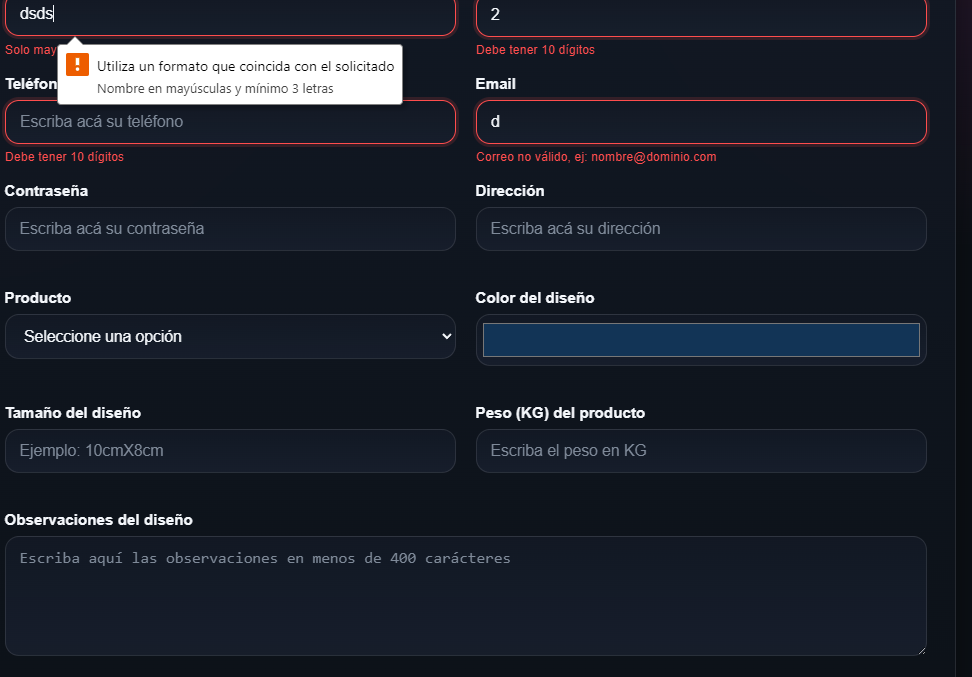 dsds
2
Solo may
Debe tener 10 dígitos
! Utiliza un formato que coincida con el solicitado
Nombre en mayúsculas y mínimo 3 letras
Teléfon
Email
Escriba acá su teléfono
d
Debe tener 10 dígitos
Correo no válido, ej: nombre@dominio.com
Contraseña
Dirección
Escriba acá su contraseña
Escriba acá su dirección
Producto
Color del diseño
Seleccione una opción
Tamaño del diseño
Peso (KG) del producto
Ejemplo: 10cmX8cm
Escriba el peso en KG
Observaciones del diseño
Escriba aquí las observaciones en menos de 400 carácteres